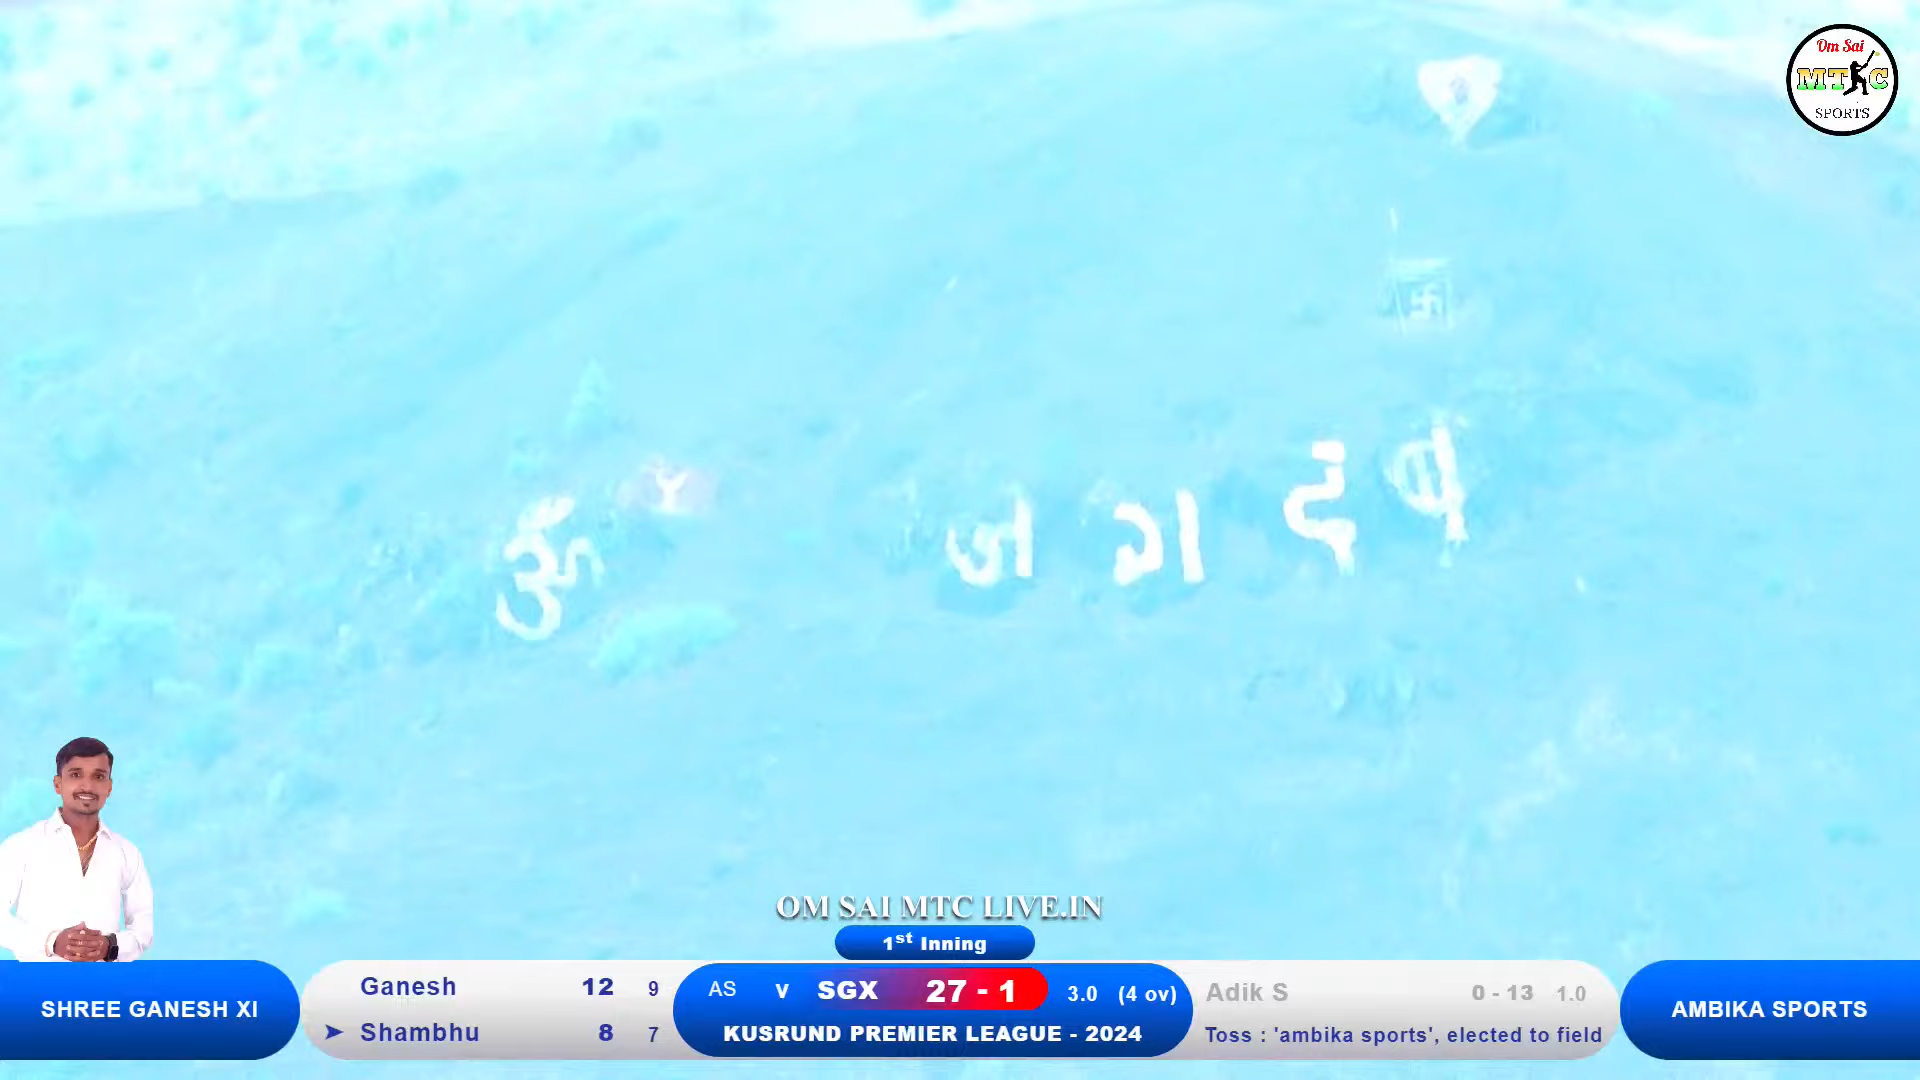 Om Sai
MTC
SPORTS
ॐ जगदंब
OM SAI MTC LIVE.IN
1st Inning
SHREE GANESH XI
Ganesh 12 9
➤ Shambhu 8 7
AS v SGX 27 - 1 3.0 (4 ov)
KUSRUND PREMIER LEAGUE - 2024
Adik S 0 - 13 1.0
Toss : 'ambika sports', elected to field
AMBIKA SPORTS